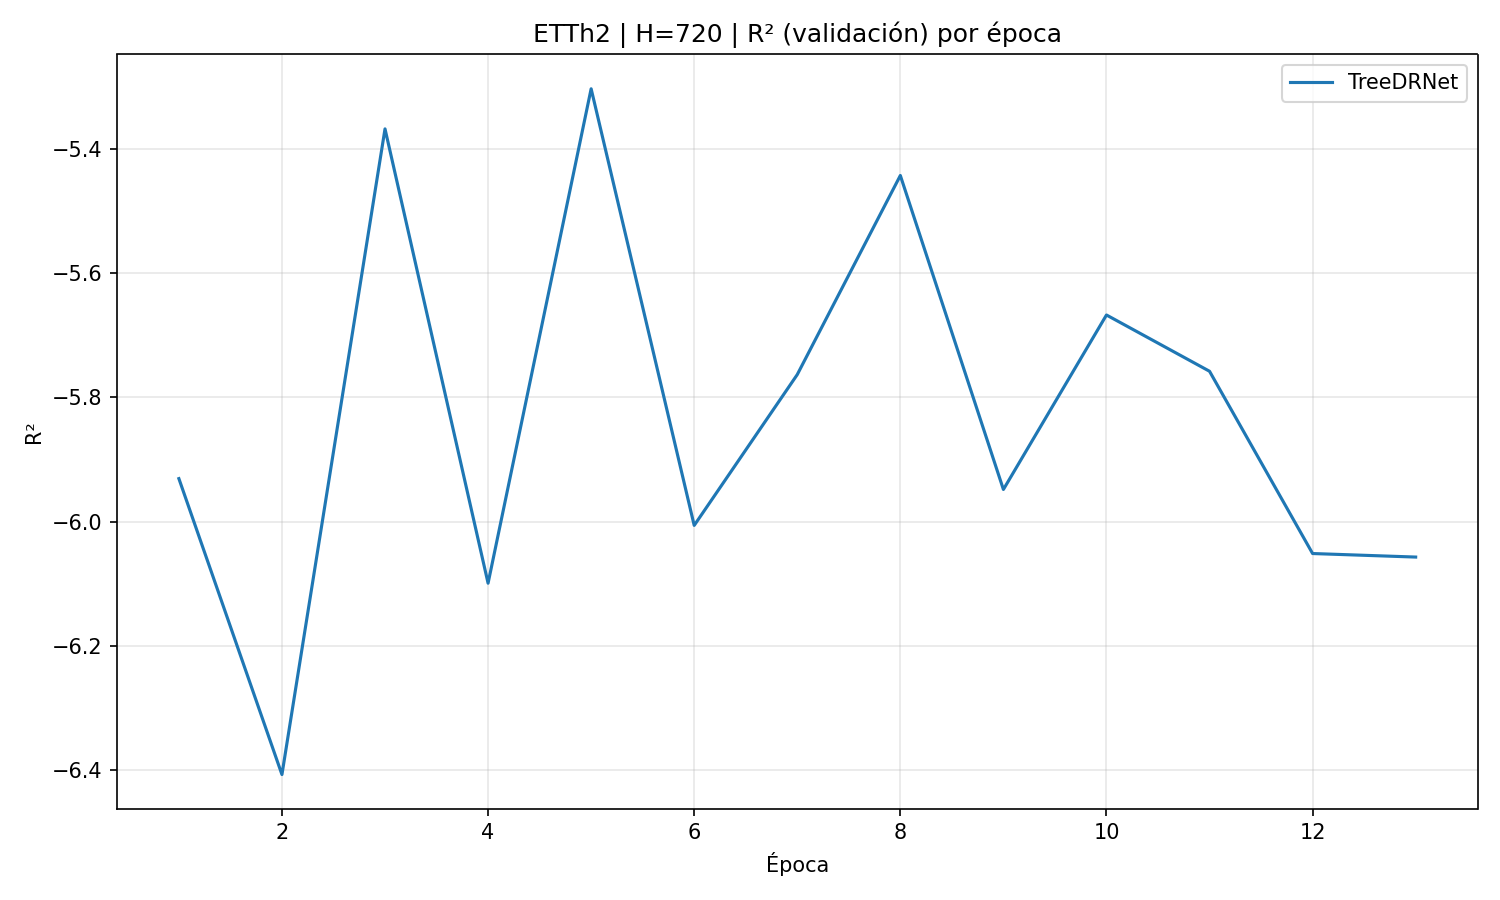 ETTh2 | H=720 | R² (validación) por época
TreeDRNet
−5.4
−5.6
−5.8
−6.0
−6.2
−6.4
R²
2 4 6 8 10 12
Época